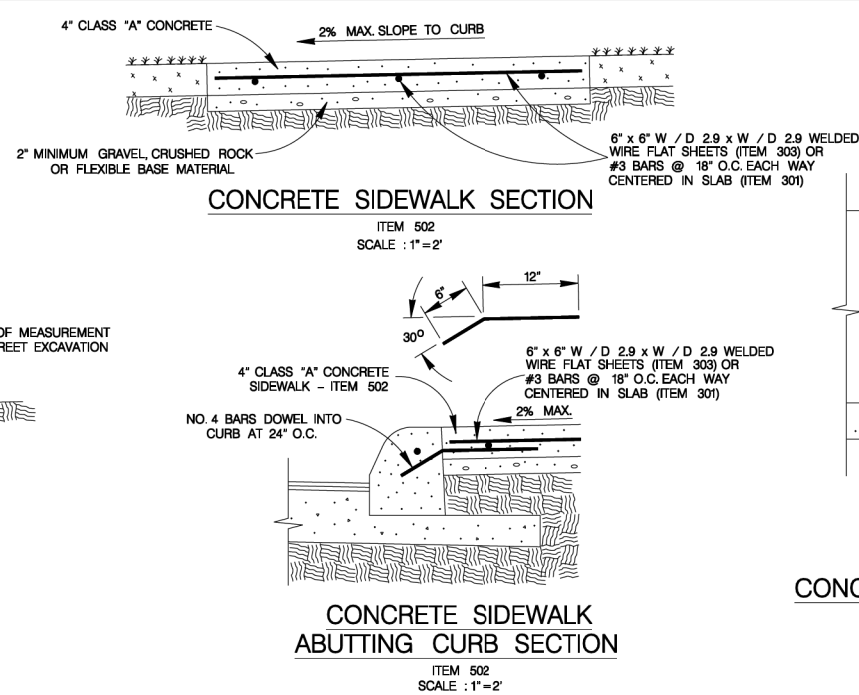 4" CLASS "A" CONCRETE
2% MAX. SLOPE TO CURB
2" MINIMUM GRAVEL, CRUSHED ROCK
OR FLEXIBLE BASE MATERIAL
6" x 6" W / D 2.9 x W / D 2.9 WELDED
WIRE FLAT SHEETS (ITEM 303) OR
#3 BARS @ 18" O.C. EACH WAY
CENTERED IN SLAB (ITEM 301)
CONCRETE SIDEWALK SECTION
ITEM 502
SCALE : 1"=2'
12"
6"
30°
OF MEASUREMENT
REET EXCAVATION
6" x 6" W / D 2.9 x W / D 2.9 WELDED
WIRE FLAT SHEETS (ITEM 303) OR
#3 BARS @ 18" O.C. EACH WAY
CENTERED IN SLAB (ITEM 301)
4" CLASS "A" CONCRETE
SIDEWALK - ITEM 502
2% MAX.
NO. 4 BARS DOWEL INTO
CURB AT 24" O.C.
CONC
CONCRETE SIDEWALK
ABUTTING CURB SECTION
ITEM 502
SCALE : 1"=2'